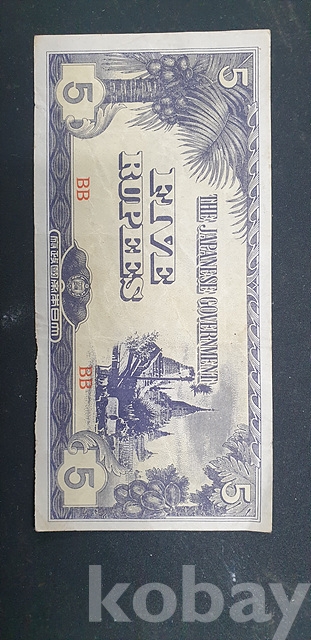 5
5
THE JAPANESE GOVERNMENT
FIVE
RUPEES
BB
BB
5
5
kobay